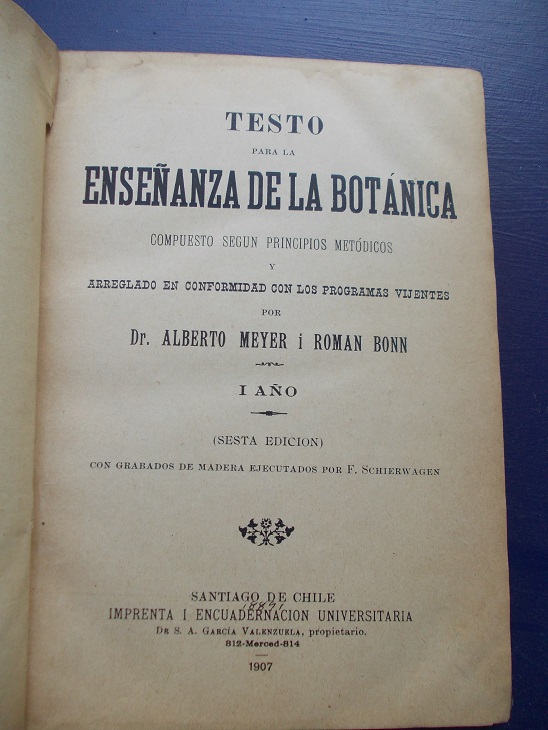 TESTO
PARA LA
ENSEÑANZA DE LA BOTÁNICA
COMPUESTO SEGUN PRINCIPIOS METÓDICOS
Y
ARREGLADO EN CONFORMIDAD CON LOS PROGRAMAS VIJENTES
POR
Dr. ALBERTO MEYER i ROMAN BONN
I AÑO
(SESTA EDICION)
CON GRABADOS DE MADERA EJECUTADOS POR F. SCHIERWAGEN
SANTIAGO DE CHILE
IMPRENTA I ENCUADERNACION UNIVERSITARIA
DE S. A. GARCÍA VALENZUELA, propietario.
812-Merced-814
1907